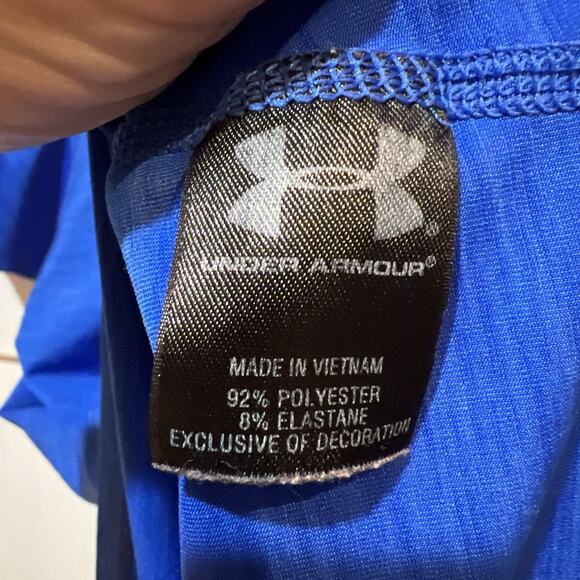 UNDER ARMOUR®
MADE IN VIETNAM
92% POLYESTER
8% ELASTANE
EXCLUSIVE OF DECORATION